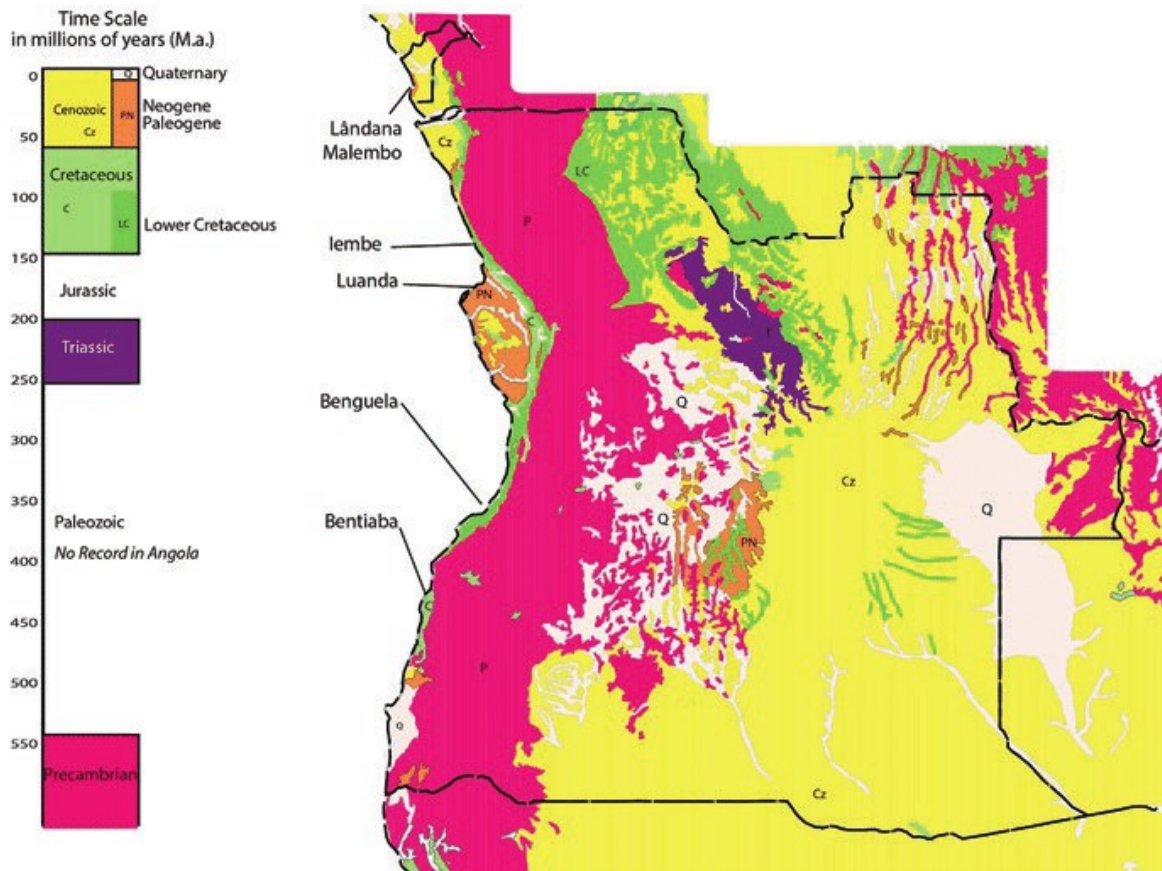 Time Scale
in millions of years (M.a.)
0
50
100
150
200
250
300
350
400
450
500
550
Q
Quaternary
Cenozoic
Cz
PN
Neogene
Paleogene
Cretaceous
C
LC
Lower Cretaceous
Jurassic
Triassic
Paleozoic
No Record in Angola
Precambrian
Lândana
Malembo
Iembe
Luanda
Benguela
Bentiaba
Cz
P
LC
PN
C
T
Q
Cz
Q
Q
PN
C
P
Q
Cz